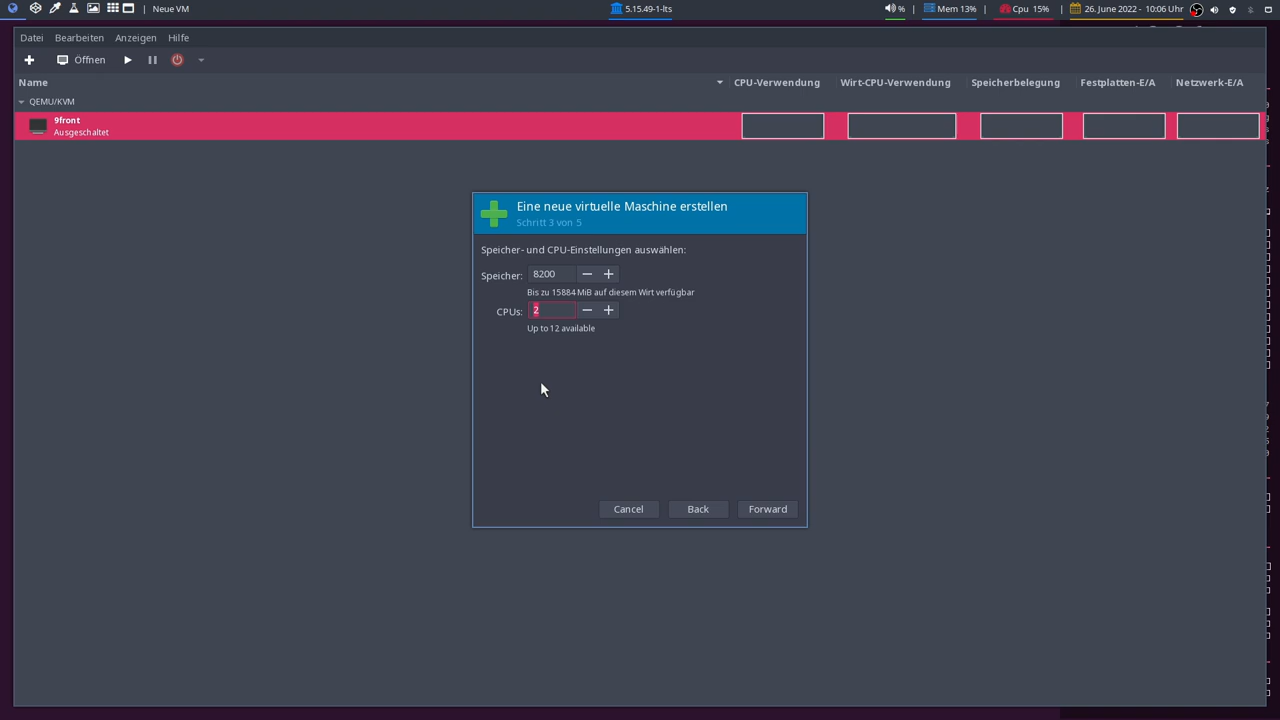 Neue VM
5.15.49-1-lts
%
Mem 13%
Cpu 15%
26. June 2022 - 10:06 Uhr
Datei Bearbeiten Anzeigen Hilfe
Öffnen
Name CPU-Verwendung Wirt-CPU-Verwendung Speicherbelegung Festplatten-E/A Netzwerk-E/A
QEMU/KVM
9front
Ausgeschaltet
Eine neue virtuelle Maschine erstellen
Schritt 3 von 5
Speicher- und CPU-Einstellungen auswählen:
Speicher: 8200
Bis zu 15884 MiB auf diesem Wirt verfügbar
CPUs: 2
Up to 12 available
Cancel Back Forward